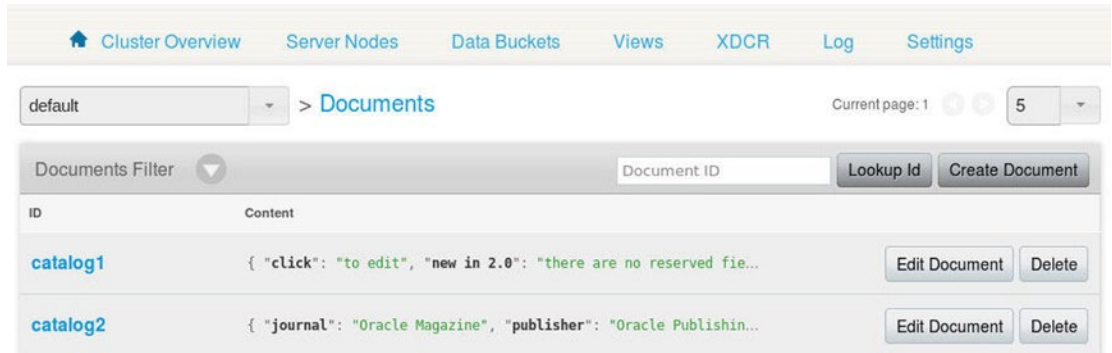 Cluster Overview Server Nodes Data Buckets Views XDCR Log Settings
default > Documents Current page: 1 5
Documents Filter Document ID Lookup Id Create Document
ID Content
catalog1 { "click": "to edit", "new in 2.0": "there are no reserved fie... Edit Document Delete
catalog2 { "journal": "Oracle Magazine", "publisher": "Oracle Publishin... Edit Document Delete